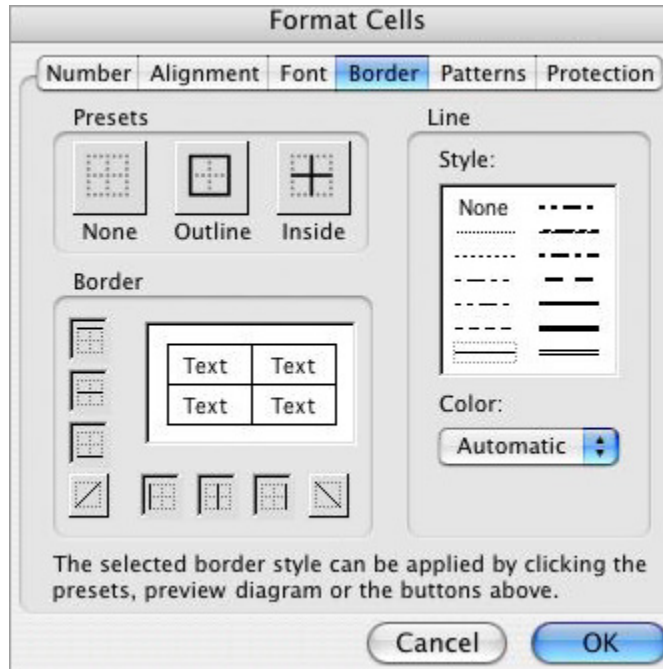 Format Cells
Number Alignment Font Border Patterns Protection
Presets
None Outline Inside
Border
Text Text
Text Text
Line
Style:
None
Color:
Automatic
The selected border style can be applied by clicking the
presets, preview diagram or the buttons above.
Cancel OK